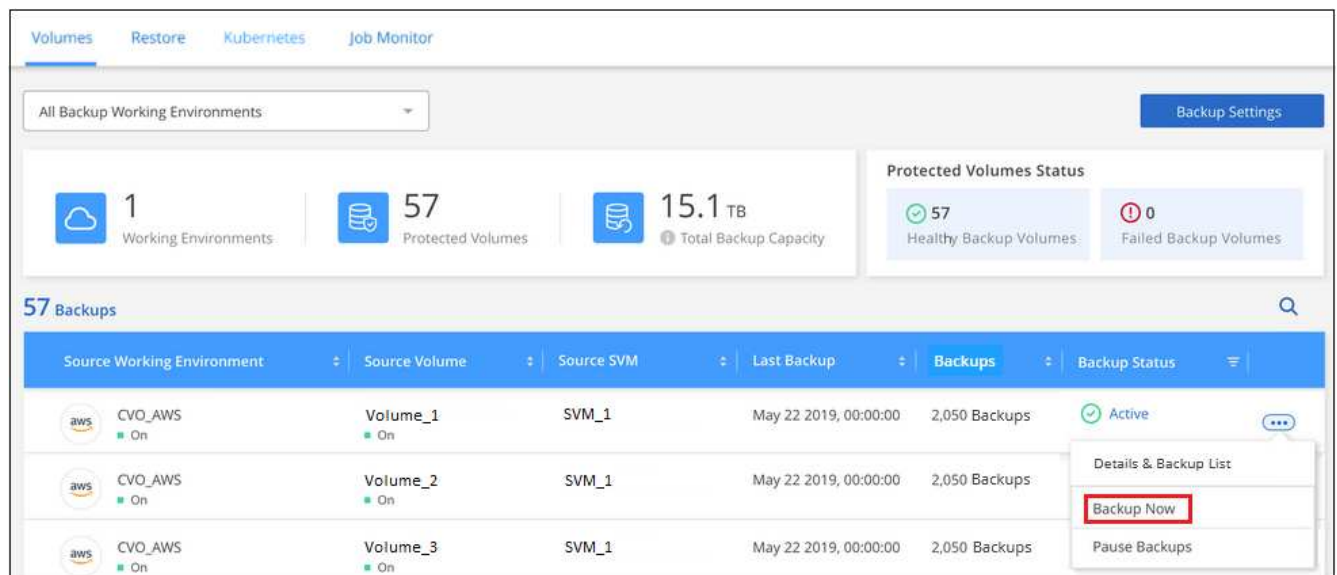 Volumes Restore Kubernetes Job Monitor
All Backup Working Environments
Backup Settings
1
Working Environments
57
Protected Volumes
15.1 TB
Total Backup Capacity
Protected Volumes Status
57
Healthy Backup Volumes
0
Failed Backup Volumes
57 Backups
Source Working Environment Source Volume Source SVM Last Backup Backups Backup Status
aws CVO_AWS Volume_1 SVM_1 May 22 2019, 00:00:00 2,050 Backups Active
On On
Details & Backup List
aws CVO_AWS Volume_2 SVM_1 May 22 2019, 00:00:00 2,050 Backups
On On
Backup Now
Pause Backups
aws CVO_AWS Volume_3 SVM_1 May 22 2019, 00:00:00 2,050 Backups
On On